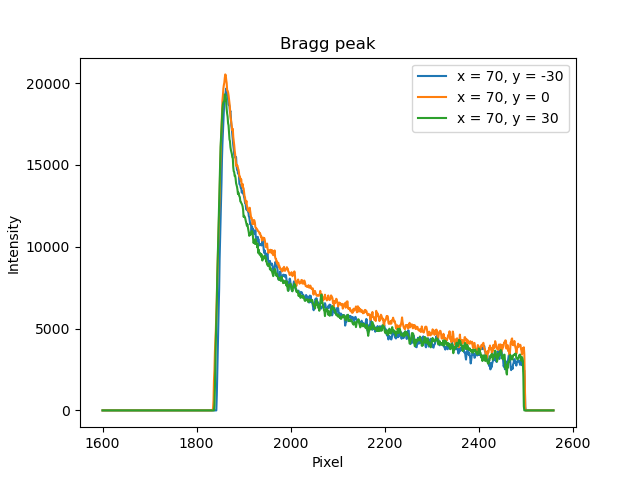 Bragg peak
x = 70, y = -30
x = 70, y = 0
x = 70, y = 30
Intensity
20000
15000
10000
5000
0
1600
1800
2000
2200
2400
2600
Pixel